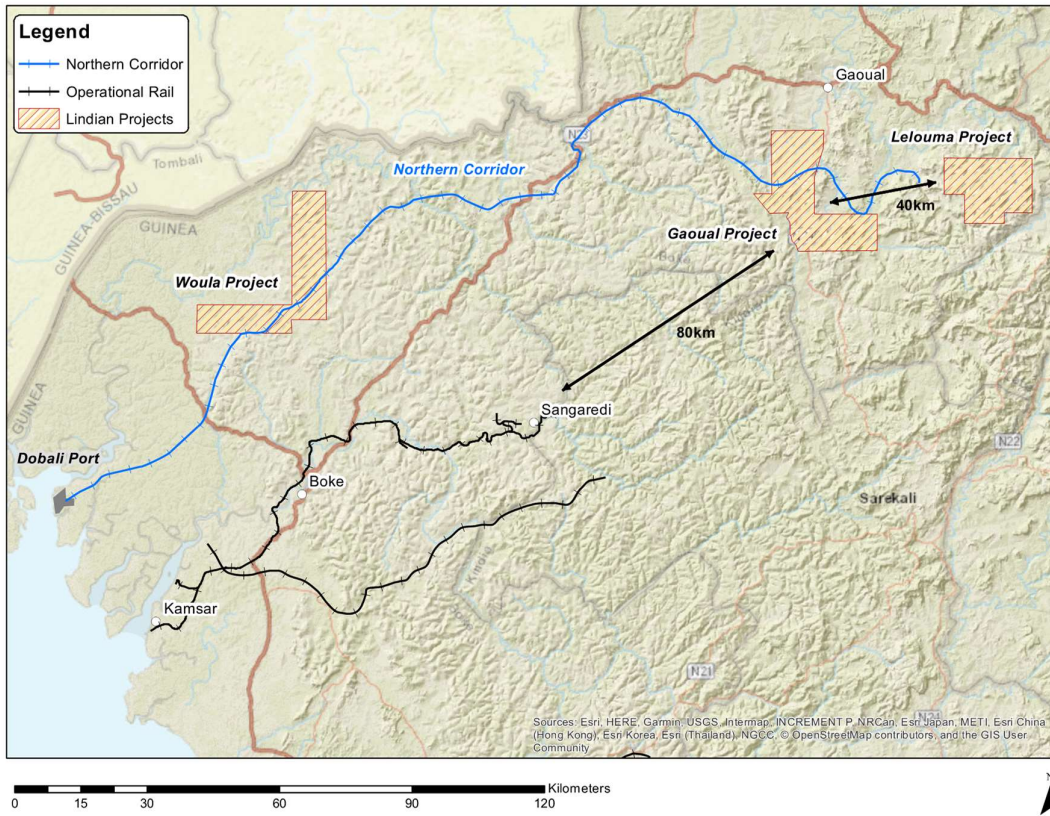 Legend
Northern Corridor
Operational Rail
Lindian Projects
Gaoual
Lelouma Project
N23
Tombali
Northern Corridor
GUINEA-BISSAU
GUINEA
40km
Gaoual Project
Boke
Woula Project
80km
GUINEA
Sangaredi
N22
Dobali Port
Boke
Sarekali
Kindia
Kamsar
N21
Sources: Esri, HERE, Garmin, USGS, Intermap, INCREMENT P, NRCan, Esri Japan, METI, Esri China
(Hong Kong), Esri Korea, Esri (Thailand), NGCC, © OpenStreetMap contributors, and the GIS User
Community
Kilometers
0 15 30 60 90 120
N